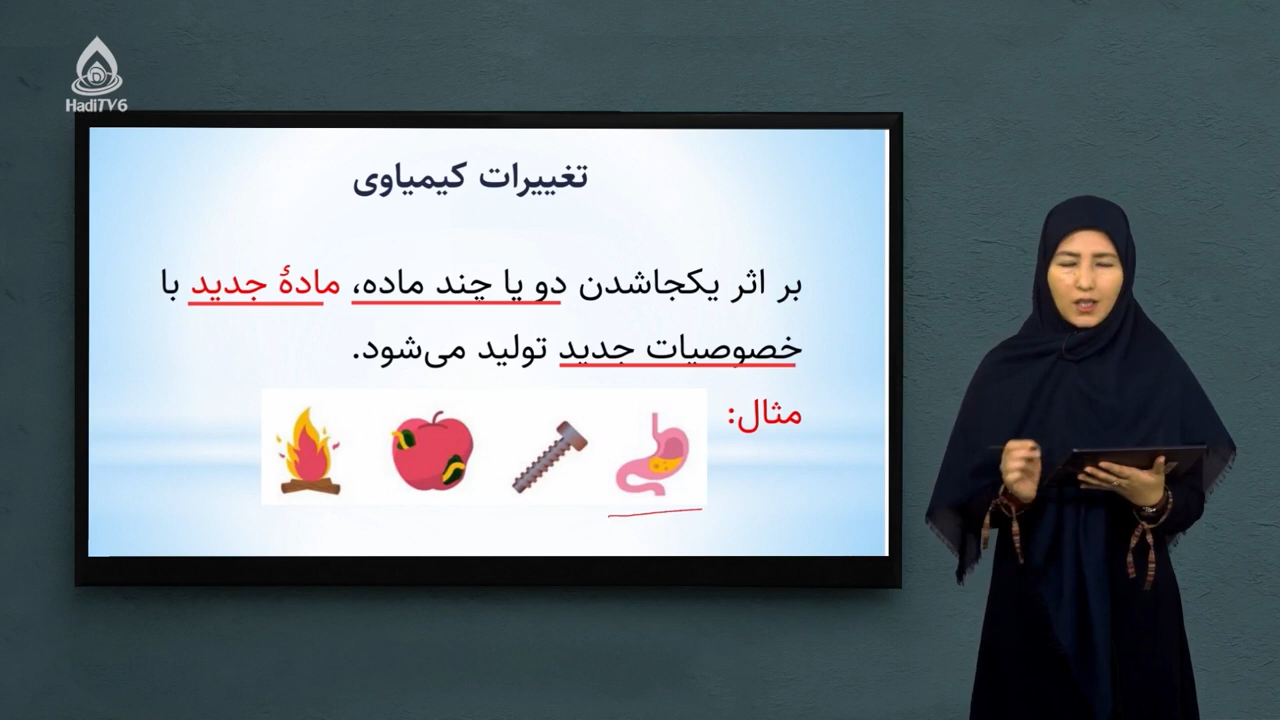 HadiTV6
تغییرات کیمیاوی
بر اثر یکجاشدن دو یا چند ماده، مادهٔ جدید با
خصوصیات جدید تولید می‌شود.
مثال: